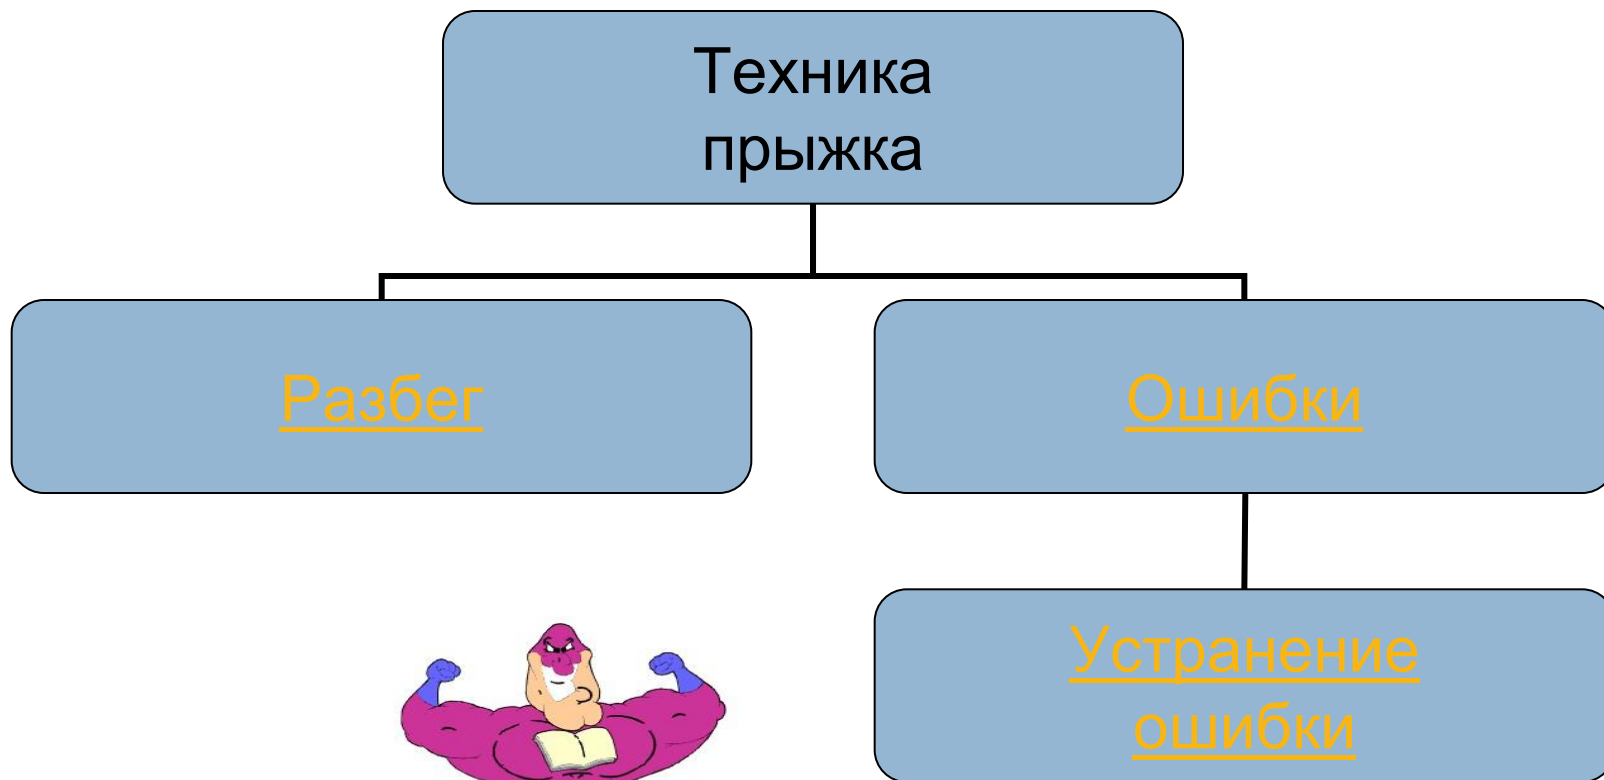 Техника
прыжка
Разбег
Ошибки
Устранение
ошибки